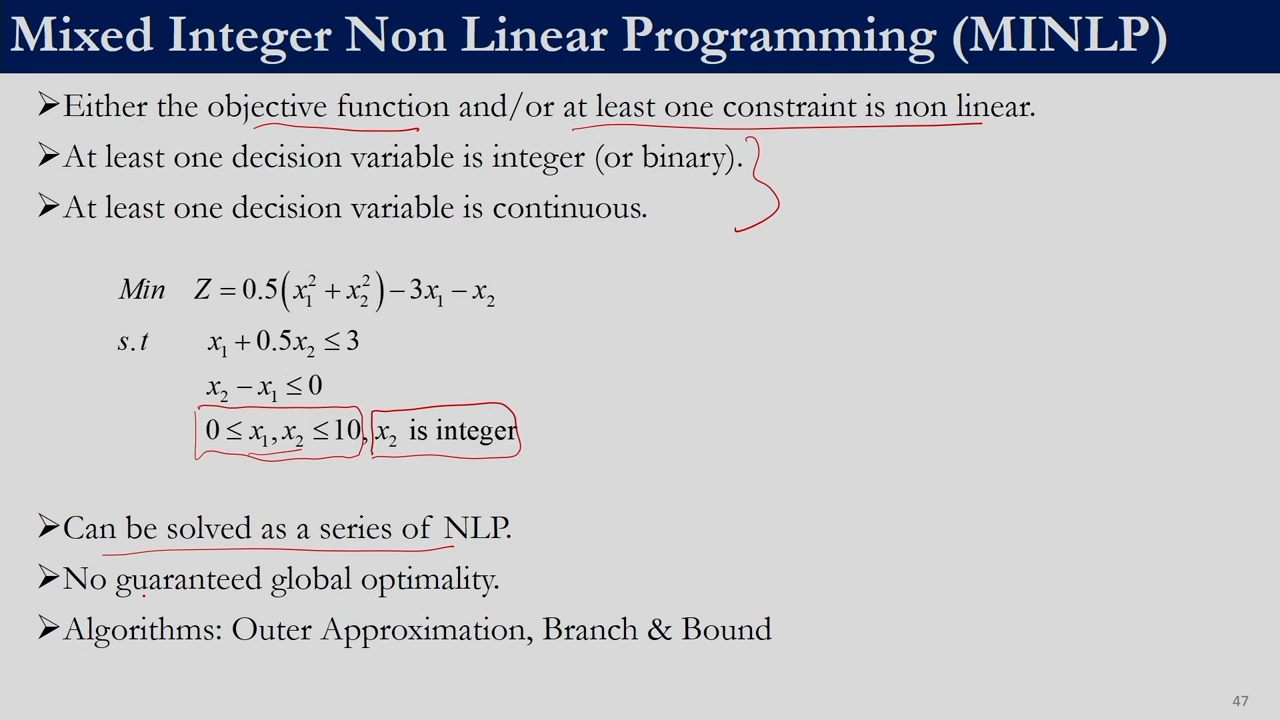 Mixed Integer Non Linear Programming (MINLP)
➢Either the objective function and/or at least one constraint is non linear.
➢At least one decision variable is integer (or binary).
➢At least one decision variable is continuous.
Min Z = 0.5(x₁² + x₂²) − 3x₁ − x₂
s.t x₁ + 0.5x₂ ≤ 3
x₂ − x₁ ≤ 0
0 ≤ x₁, x₂ ≤ 10, x₂ is integer
➢Can be solved as a series of NLP.
➢No guaranteed global optimality.
➢Algorithms: Outer Approximation, Branch & Bound
47